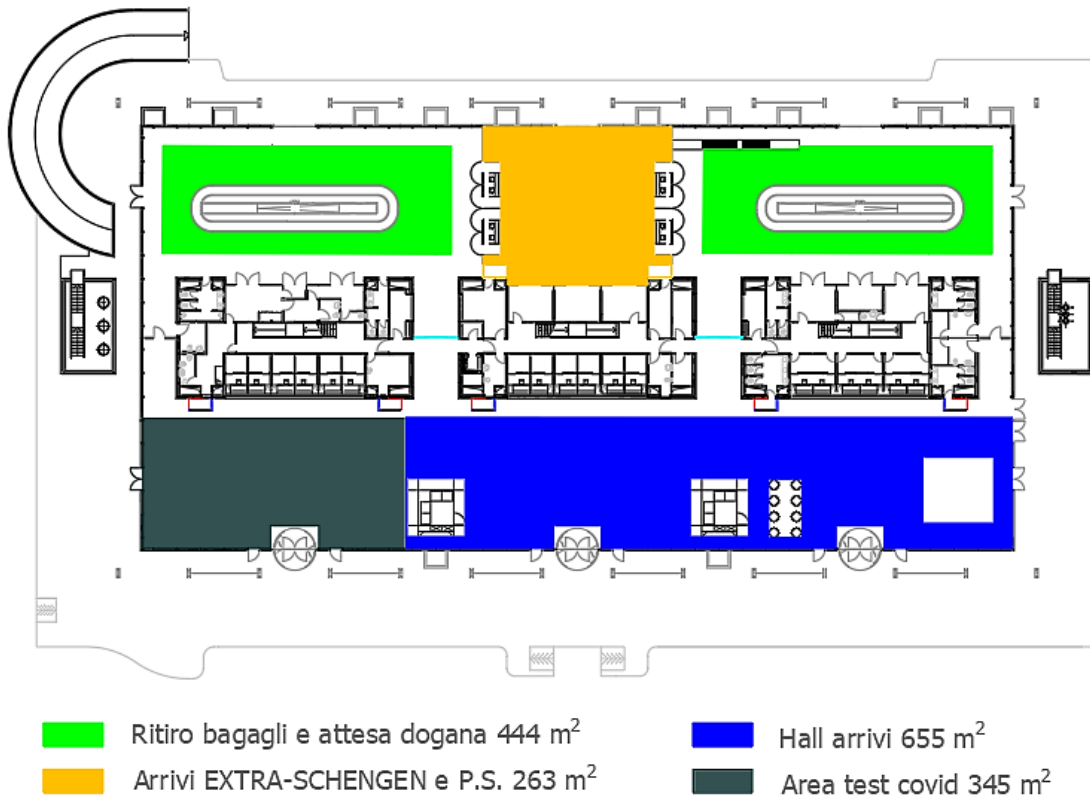 Ritiro bagagli e attesa dogana 444 m²
Hall arrivi 655 m²
Arrivi EXTRA-SCHENGEN e P.S. 263 m²
Area test covid 345 m²